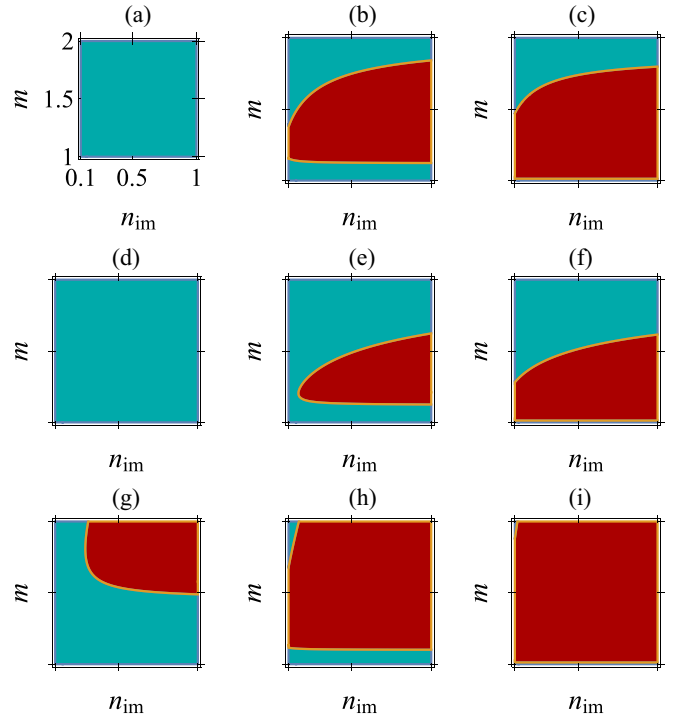 (a) (b) (c)
2
m 1.5 m m
1
0.1 0.5 1
n_im n_im n_im
(d) (e) (f)
m m m
n_im n_im n_im
(g) (h) (i)
m m m
n_im n_im n_im